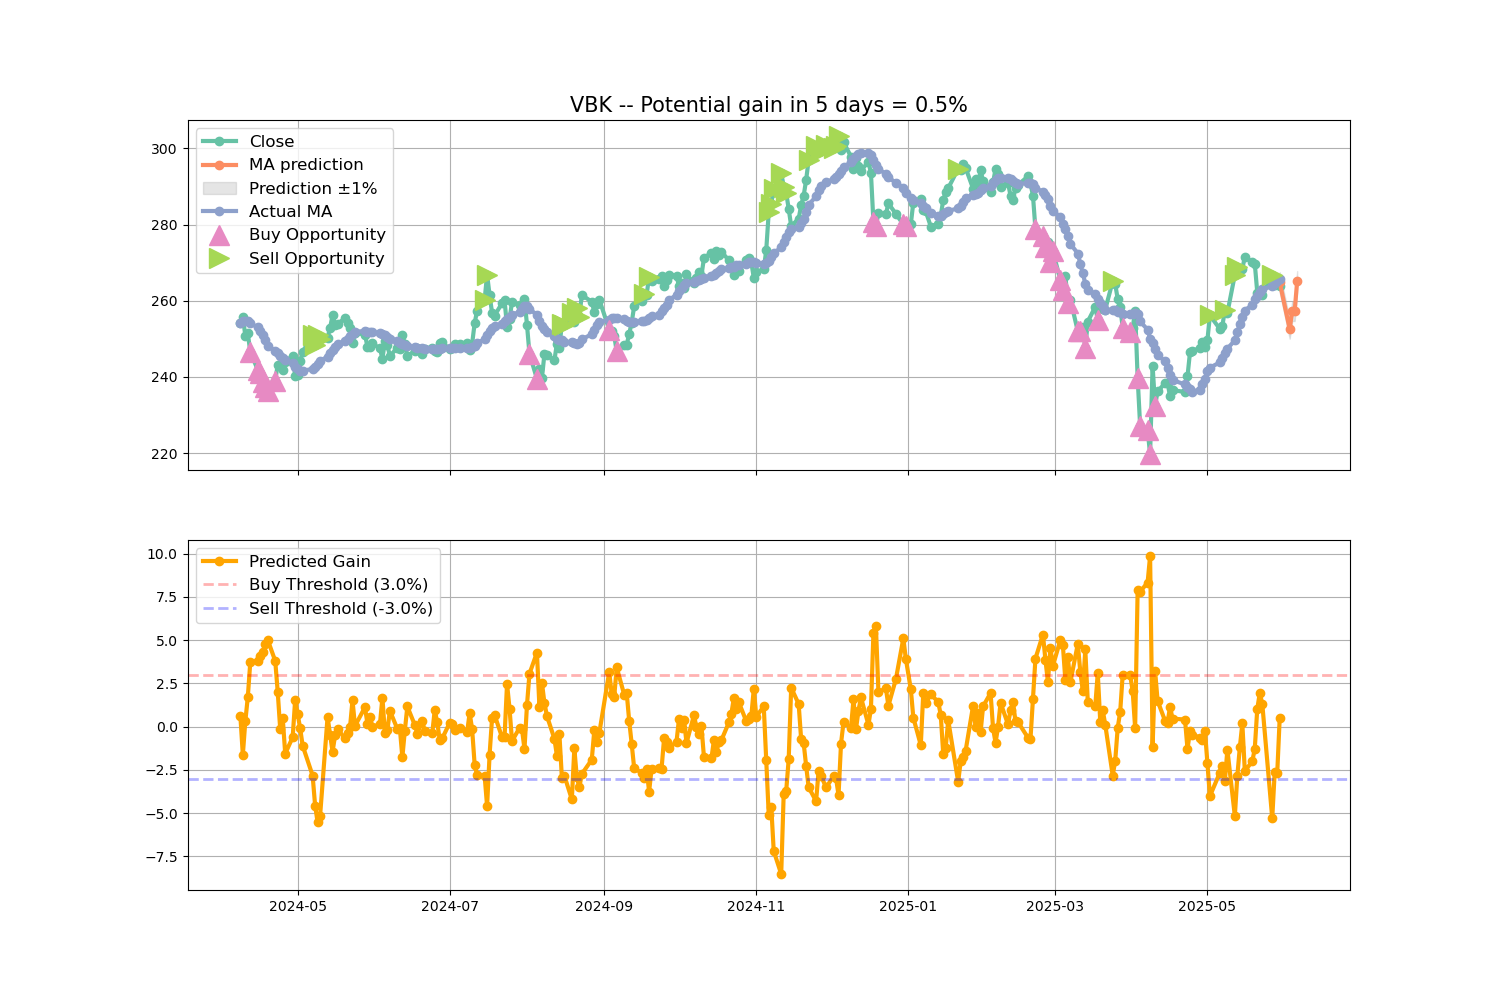 VBK -- Potential gain in 5 days = 0.5%
Close
MA prediction
Prediction ±1%
Actual MA
Buy Opportunity
Sell Opportunity
300
280
260
240
220
Predicted Gain
Buy Threshold (3.0%)
Sell Threshold (-3.0%)
10.0
7.5
5.0
2.5
0.0
−2.5
−5.0
−7.5
2024-05 2024-07 2024-09 2024-11 2025-01 2025-03 2025-05